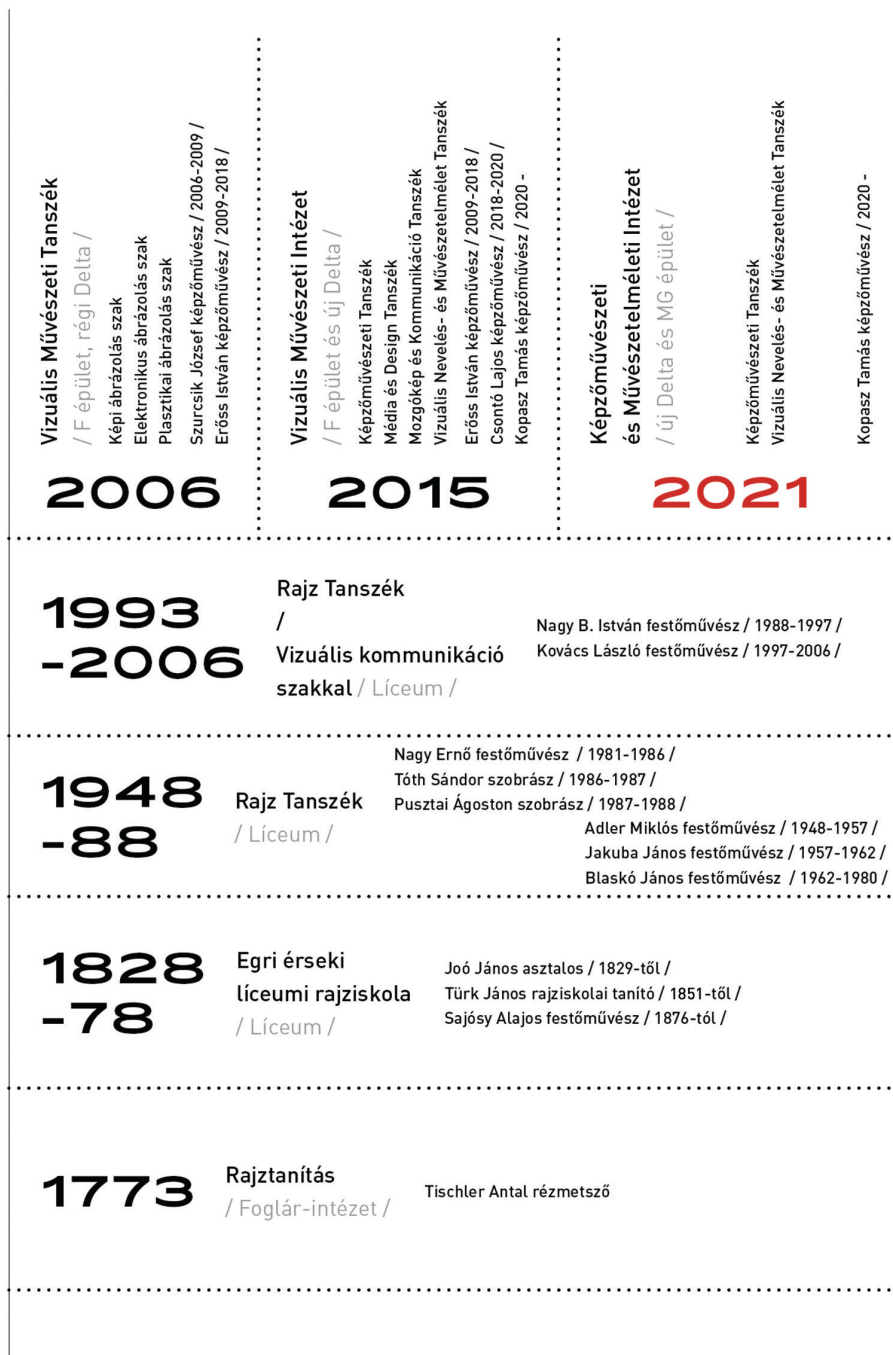 2006
Vizuális Művészeti Tanszék
/ F épület, régi Delta /
Képi ábrázolás szak
Elektronikus ábrázolás szak
Plasztikai ábrázolás szak
Szurcsik József képzőművész / 2006-2009 /
Erőss István képzőművész / 2009-2018 /
2015
Vizuális Művészeti Intézet
/ F épület és új Delta /
Képzőművészeti Tanszék
Média és Design Tanszék
Mozgókép és Kommunikáció Tanszék
Vizuális Nevelés- és Művészetelmélet Tanszék
Erőss István képzőművész / 2009-2018 /
Csontó Lajos képzőművész / 2018-2020 /
Kopasz Tamás képzőművész / 2020 -
2021
Képzőművészeti
és Művészetelméleti Intézet
/ új Delta és MG épület /
Képzőművészeti Tanszék
Vizuális Nevelés- és Művészetelmélet Tanszék
Kopasz Tamás képzőművész / 2020 -
1993
-2006
Rajz Tanszék
/
Vizuális kommunikáció
szakkal / Líceum /
Nagy B. István festőművész / 1988-1997 /
Kovács László festőművész / 1997-2006 /
1948
-88
Rajz Tanszék
/ Líceum /
Nagy Ernő festőművész / 1981-1986 /
Tóth Sándor szobrász / 1986-1987 /
Pusztai Ágoston szobrász / 1987-1988 /
Adler Miklós festőművész / 1948-1957 /
Jakuba János festőművész / 1957-1962 /
Blaskó János festőművész / 1962-1980 /
1828
-78
Egri érseki
líceumi rajziskola
/ Líceum /
Joó János asztalos / 1829-től /
Türk János rajziskolai tanító / 1851-től /
Sajósy Alajos festőművész / 1876-tól /
1773
Rajztanítás
/ Foglár-intézet /
Tischler Antal rézmetsző